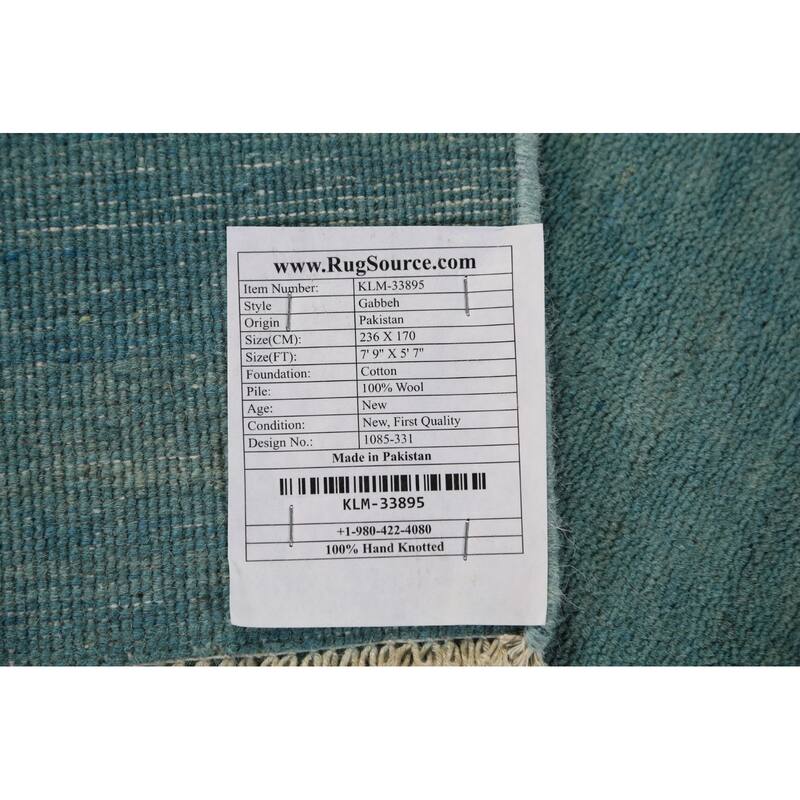 www.RugSource.com
Item Number: KLM-33895
Style Gabbeh
Origin Pakistan
Size(CM): 236 X 170
Size(FT): 7' 9" X 5' 7"
Foundation: Cotton
Pile: 100% Wool
Age: New
Condition: New, First Quality
Design No.: 1085-331
Made in Pakistan
KLM-33895
+1-980-422-4080
100% Hand Knotted